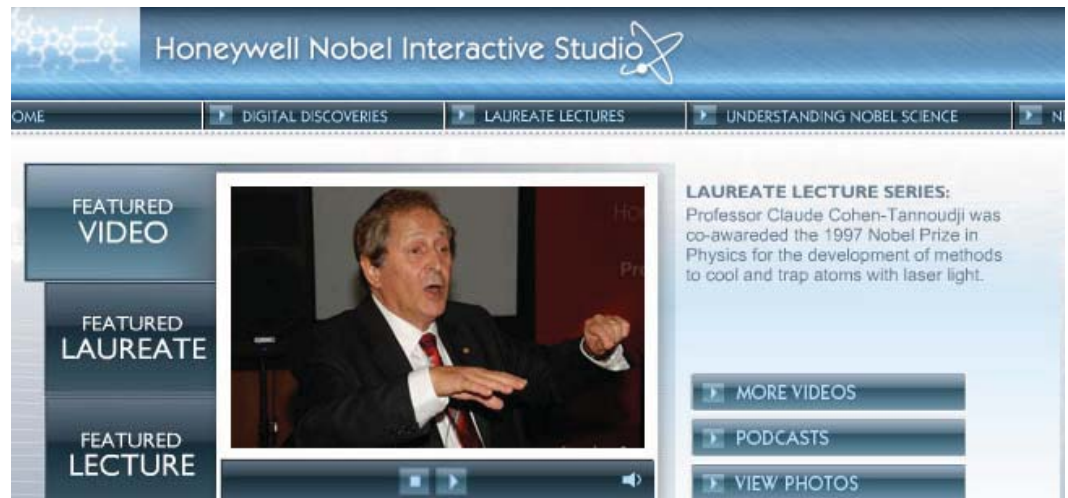 Honeywell Nobel Interactive Studio
OME
DIGITAL DISCOVERIES
LAUREATE LECTURES
UNDERSTANDING NOBEL SCIENCE
FEATURED
VIDEO
FEATURED
LAUREATE
FEATURED
LECTURE
Ho
Pro
LAUREATE LECTURE SERIES:
Professor Claude Cohen-Tannoudji was
co-awareded the 1997 Nobel Prize in
Physics for the development of methods
to cool and trap atoms with laser light.
MORE VIDEOS
PODCASTS
VIEW PHOTOS